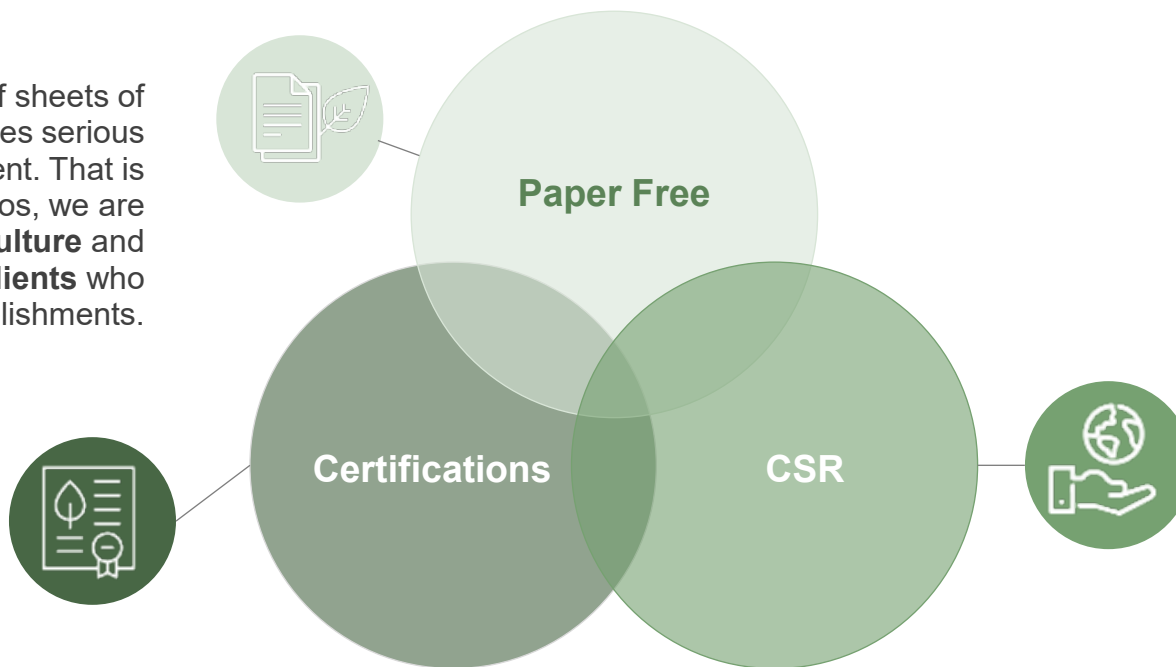 f sheets of
es serious
ent. That is
os, we are
ulture and
lients who
lishments.
Paper Free
Certifications
CSR